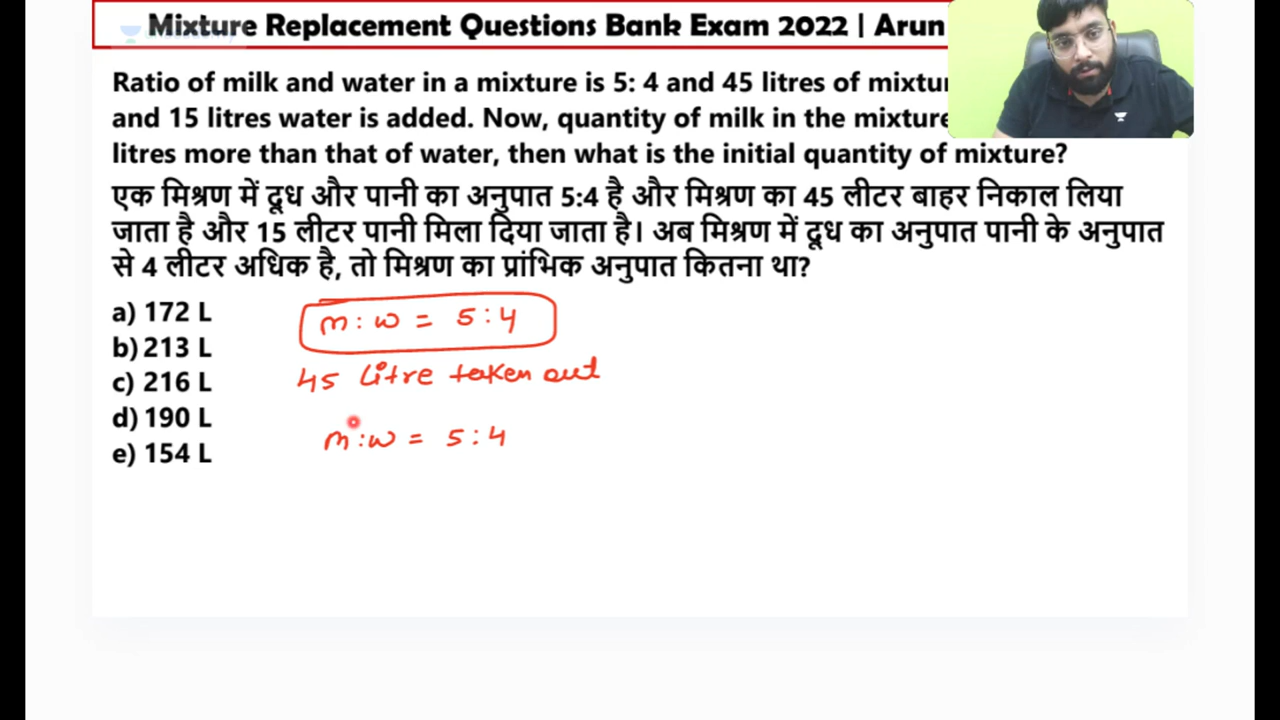 Mixture Replacement Questions Bank Exam 2022 | Arun
Ratio of milk and water in a mixture is 5: 4 and 45 litres of
and 15 litres water is added. Now, quantity of milk in the mixture
litres more than that of water, then what is the initial quantity of mixture?
एक मिश्रण में दूध और पानी का अनुपात 5:4 है और मिश्रण का 45 लीटर बाहर निकाल लिया
जाता है और 15 लीटर पानी मिला दिया जाता है। अब मिश्रण में दूध का अनुपात पानी के अनुपात
से 4 लीटर अधिक है, तो मिश्रण का प्रांभिक अनुपात कितना था?
a) 172 L
b) 213 L
c) 216 L
d) 190 L
e) 154 L
m : w = 5 : 4
45 litre taken out
m : w = 5 : 4